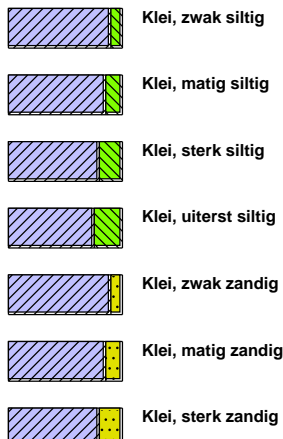 Klei, zwak siltig
Klei, matig siltig
Klei, sterk siltig
Klei, uiterst siltig
Klei, zwak zandig
Klei, matig zandig
Klei, sterk zandig